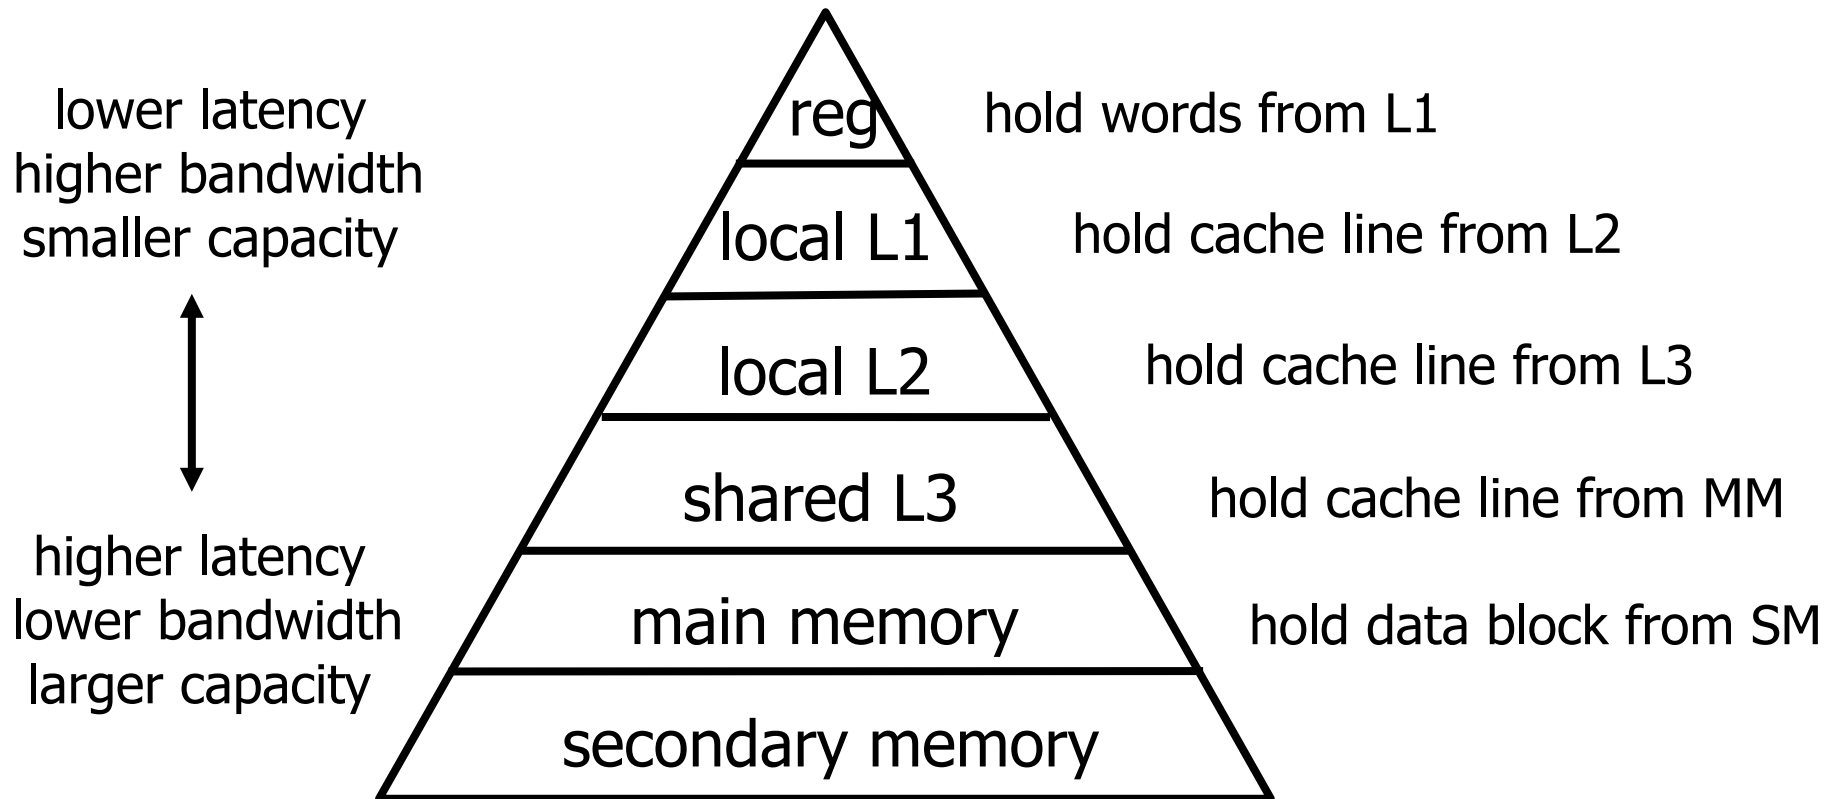 lower latency
higher bandwidth
smaller capacity
higher latency
lower bandwidth
larger capacity
reg
hold words from L1
local L1
hold cache line from L2
local L2
hold cache line from L3
shared L3
hold cache line from MM
main memory
hold data block from SM
secondary memory